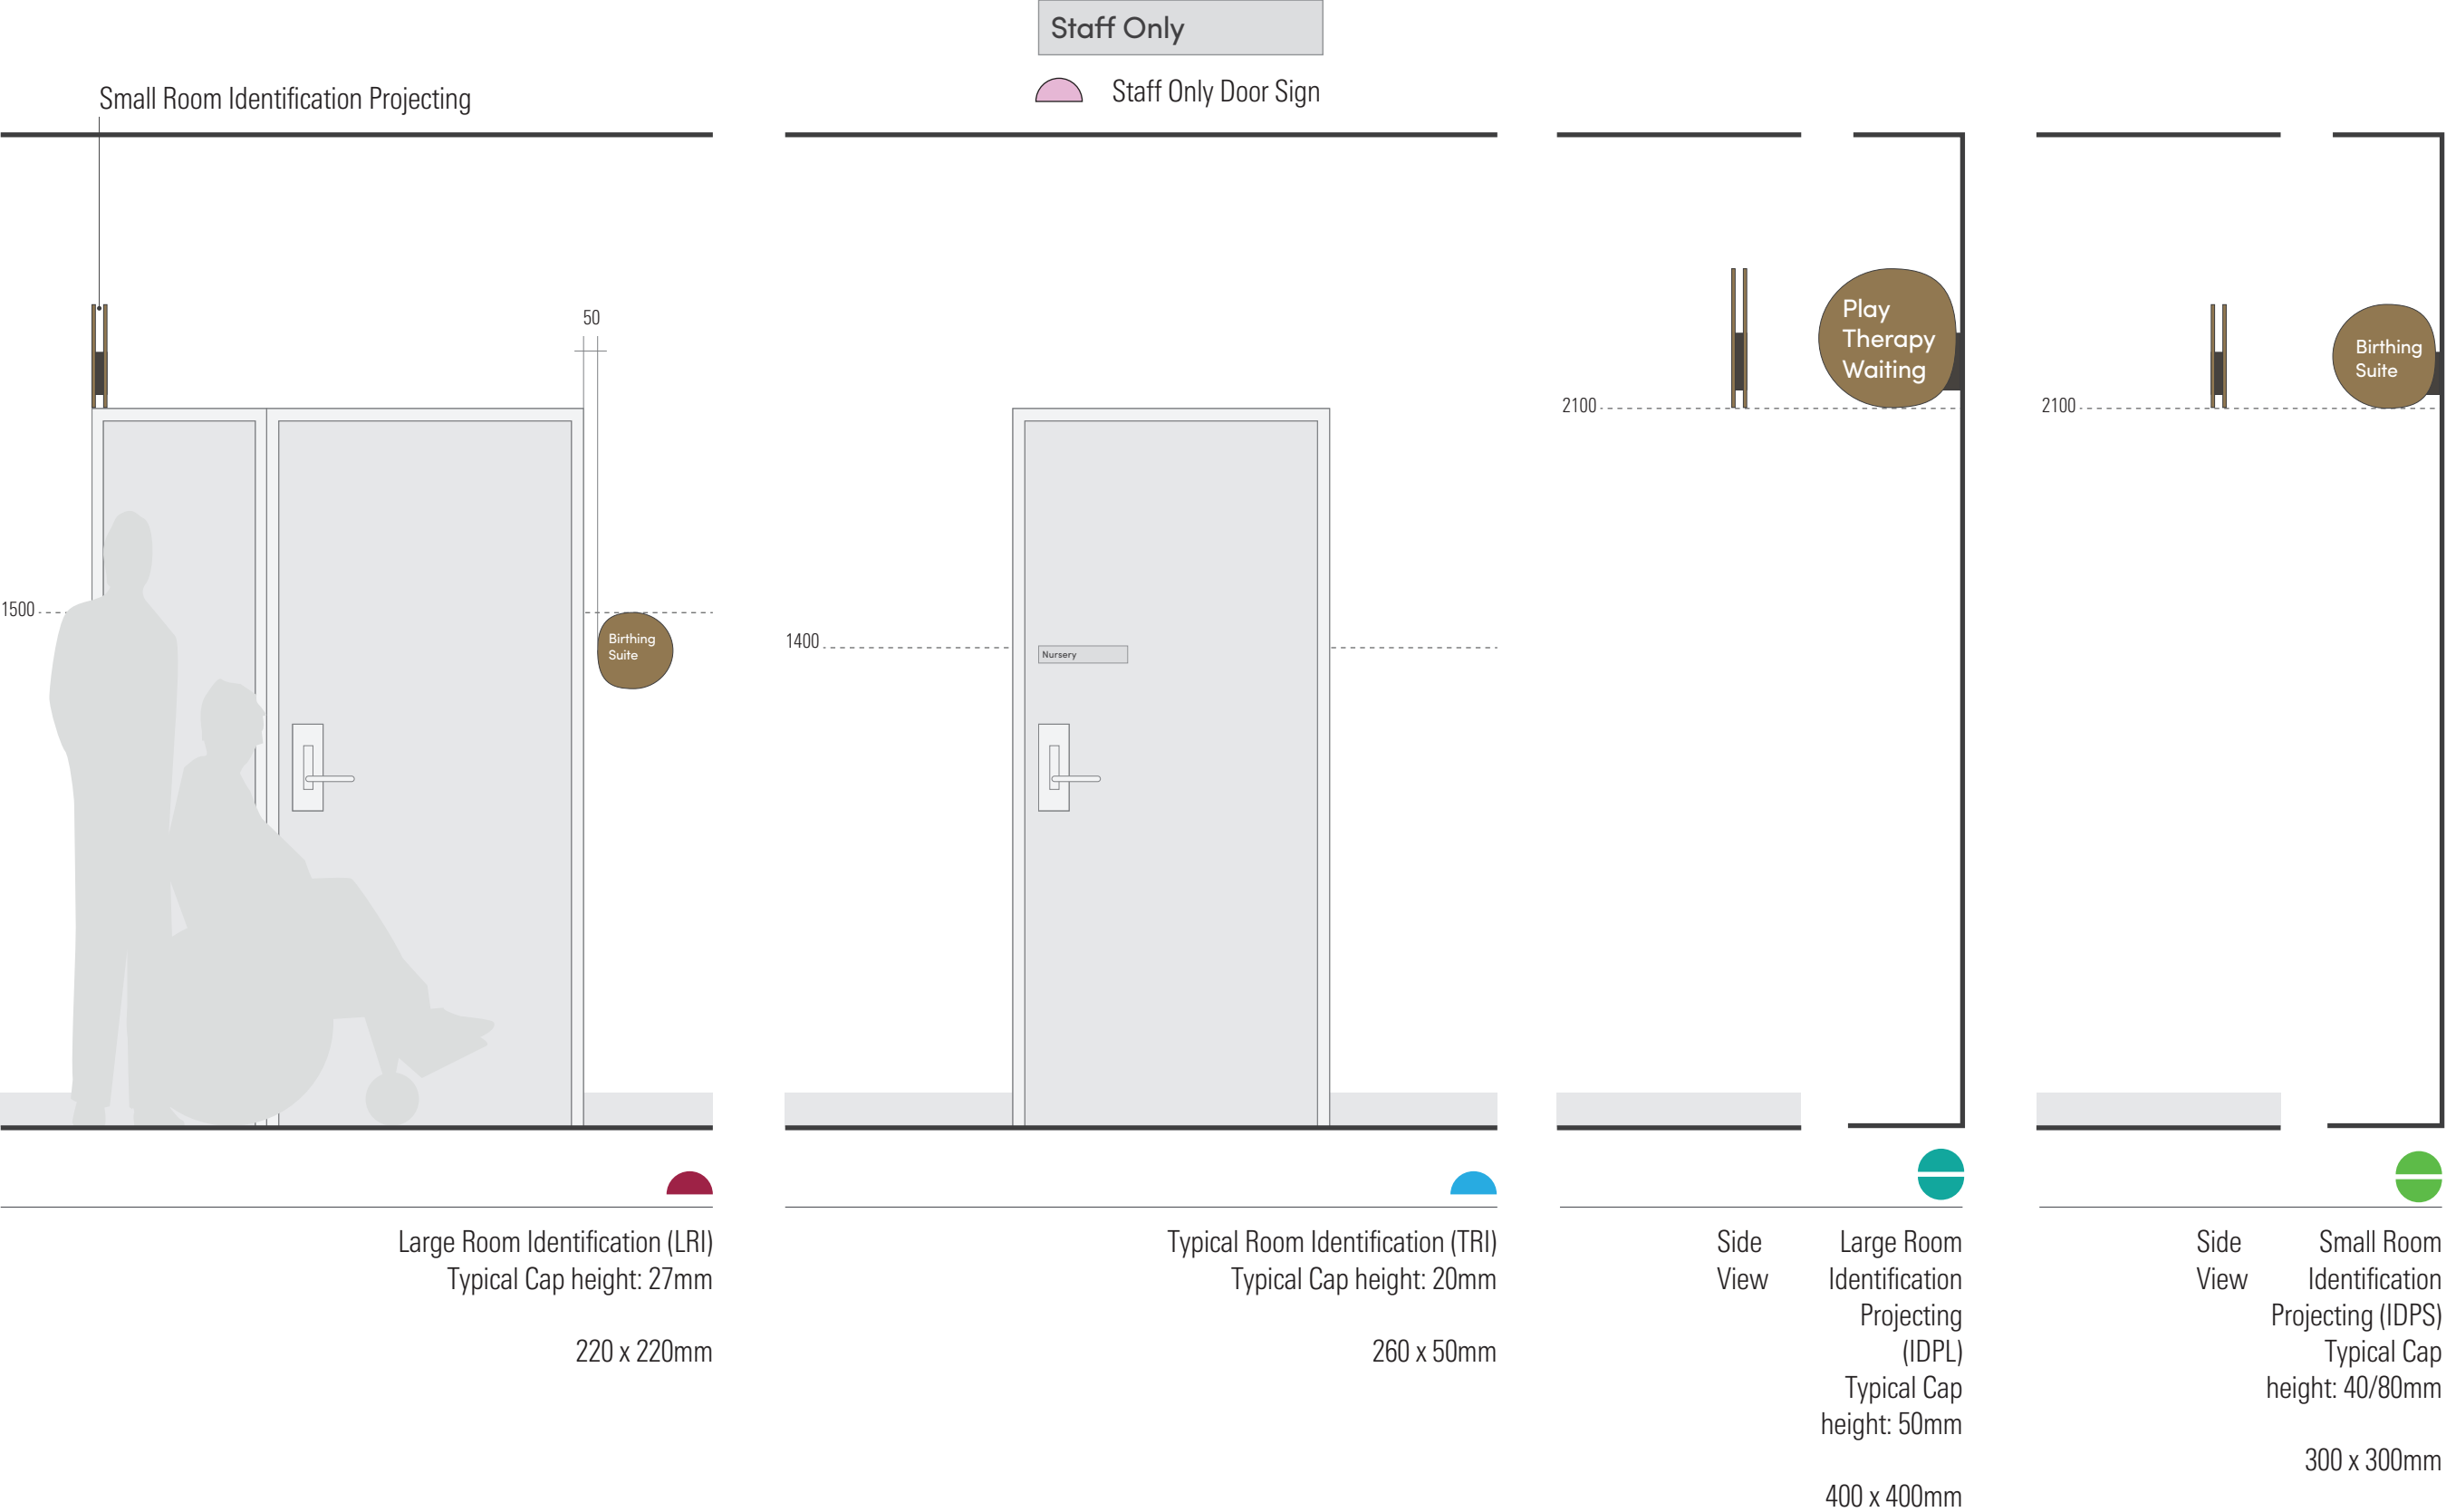 Staff Only
Staff Only Door Sign
Small Room Identification Projecting
50
1500
Birthing
Suite
Large Room Identification (LRI)
Typical Cap height: 27mm
220 x 220mm
1400
Nursery
Typical Room Identification (TRI)
Typical Cap height: 20mm
260 x 50mm
Play
Therapy
Waiting
2100
Side
View
Large Room
Identification
Projecting
(IDPL)
Typical Cap
height: 50mm
400 x 400mm
Birthing
Suite
2100
Side
View
Small Room
Identification
Projecting (IDPS)
Typical Cap
height: 40/80mm
300 x 300mm